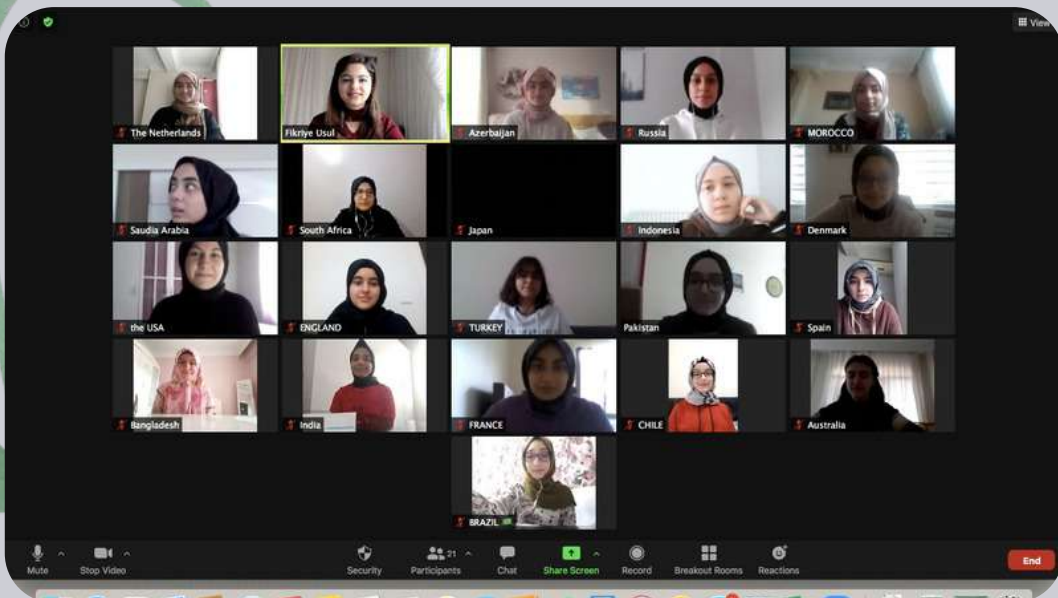 View
The Netherlands
Fikriye Usul
Azerbaijan
Russia
MOROCCO
Saudia Arabia
South Africa
Japan
Indonesia
Denmark
the USA
ENGLAND
TURKEY
Pakistan
Spain
Bangladesh
India
FRANCE
CHILE
Australia
BRAZIL
21
Mute
Stop Video
Security
Participants
Chat
Share Screen
Record
Breakout Rooms
Reactions
End